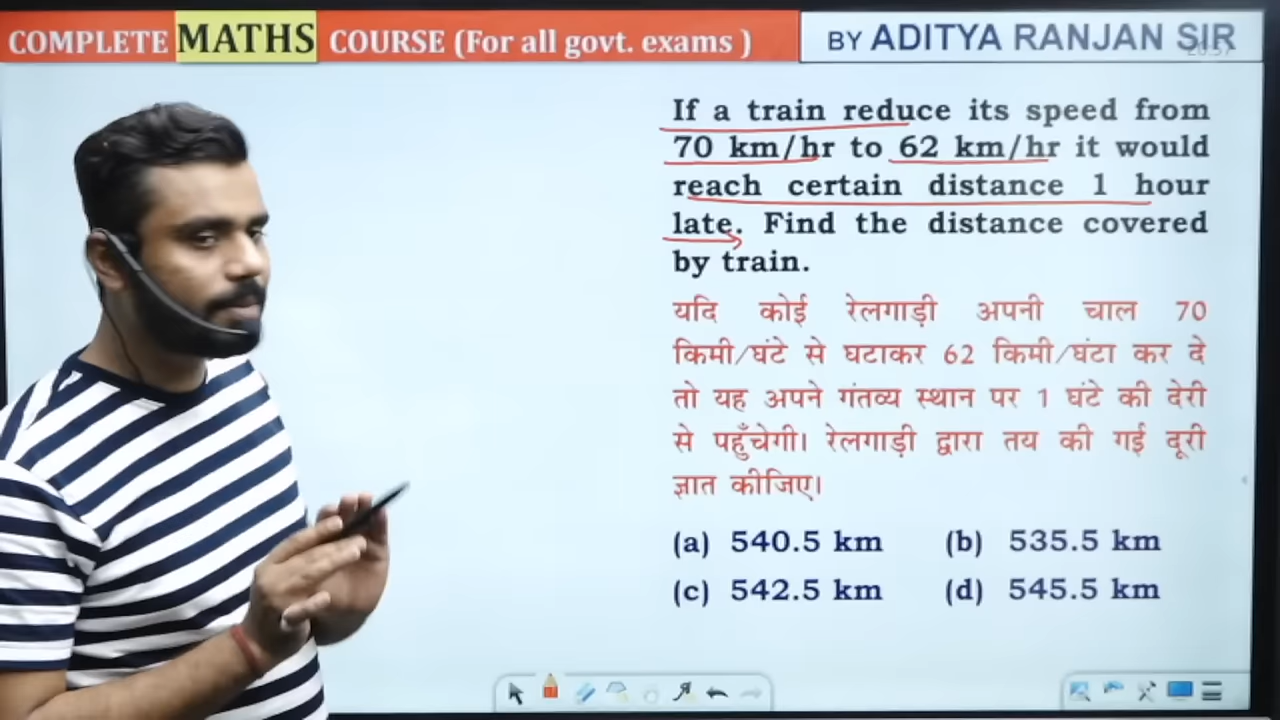 COMPLETE MATHS COURSE (For all govt. exams )
BY ADITYA RANJAN SIR
If a train reduce its speed from
70 km/hr to 62 km/hr it would
reach certain distance 1 hour
late. Find the distance covered
by train.
यदि कोई रेलगाड़ी अपनी चाल 70
किमी/घंटे से घटाकर 62 किमी/घंटा कर दे
तो यह अपने गंतव्य स्थान पर 1 घंटे की देरी
से पहुँचेगी। रेलगाड़ी द्वारा तय की गई दूरी
ज्ञात कीजिए।
(a) 540.5 km (b) 535.5 km
(c) 542.5 km (d) 545.5 km